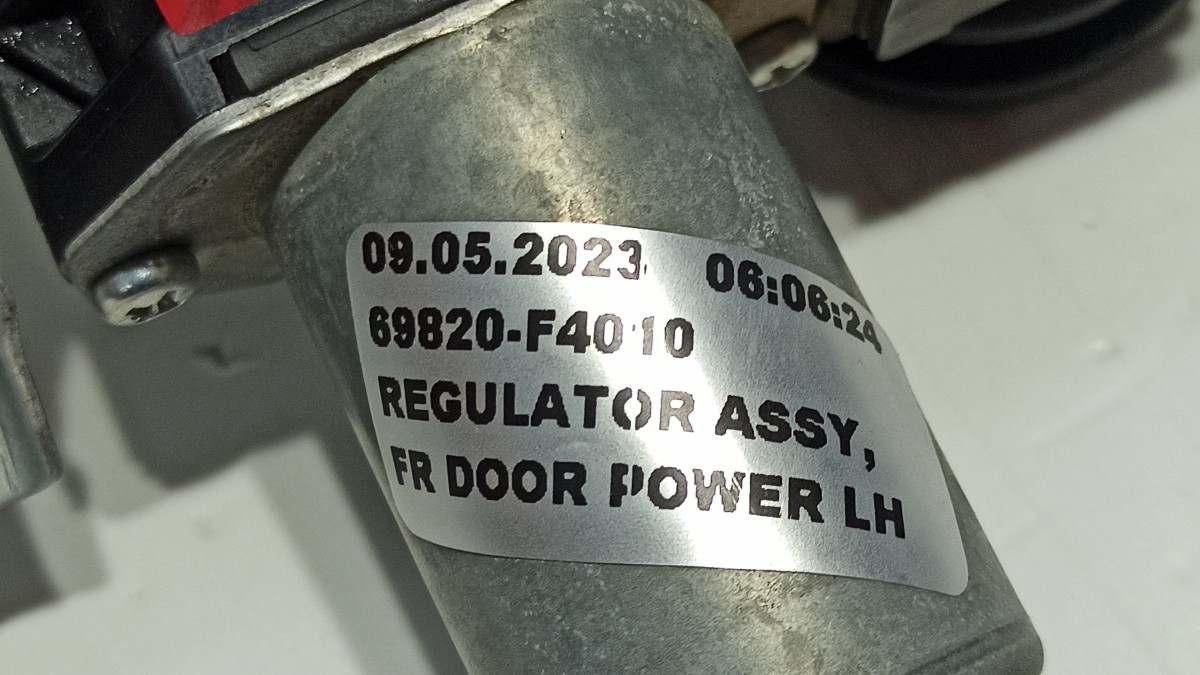 09.05.2023 06:06:24
69820-F4010
REGULATOR ASSY,
FR DOOR POWER LH